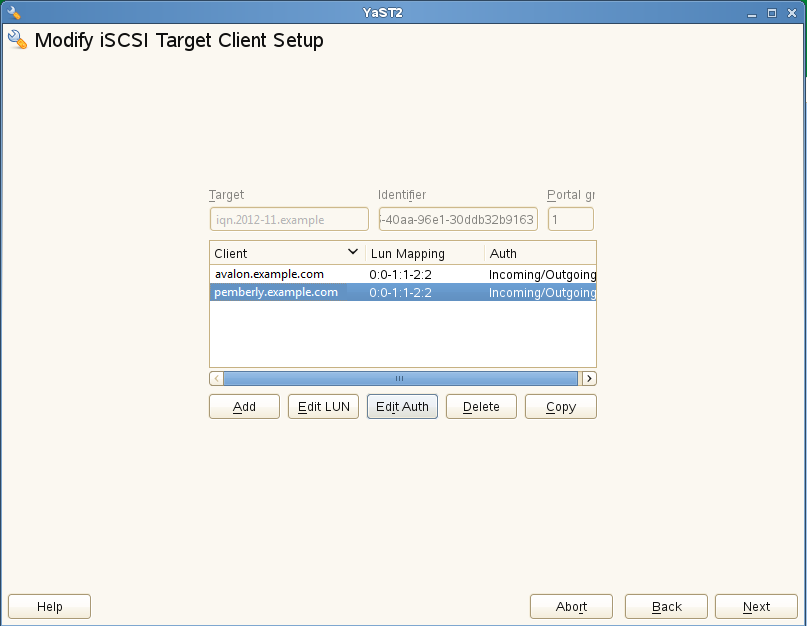 YaST2
Modify iSCSI Target Client Setup
Target Identifier Portal gr
iqn.2012-11.example -40aa-96e1-30ddb32b9163 1
Client Lun Mapping Auth
avalon.example.com 0:0-1:1-2:2 Incoming/Outgoing
pemberly.example.com 0:0-1:1-2:2 Incoming/Outgoing
Add Edit LUN Edit Auth Delete Copy
Help Abort Back Next